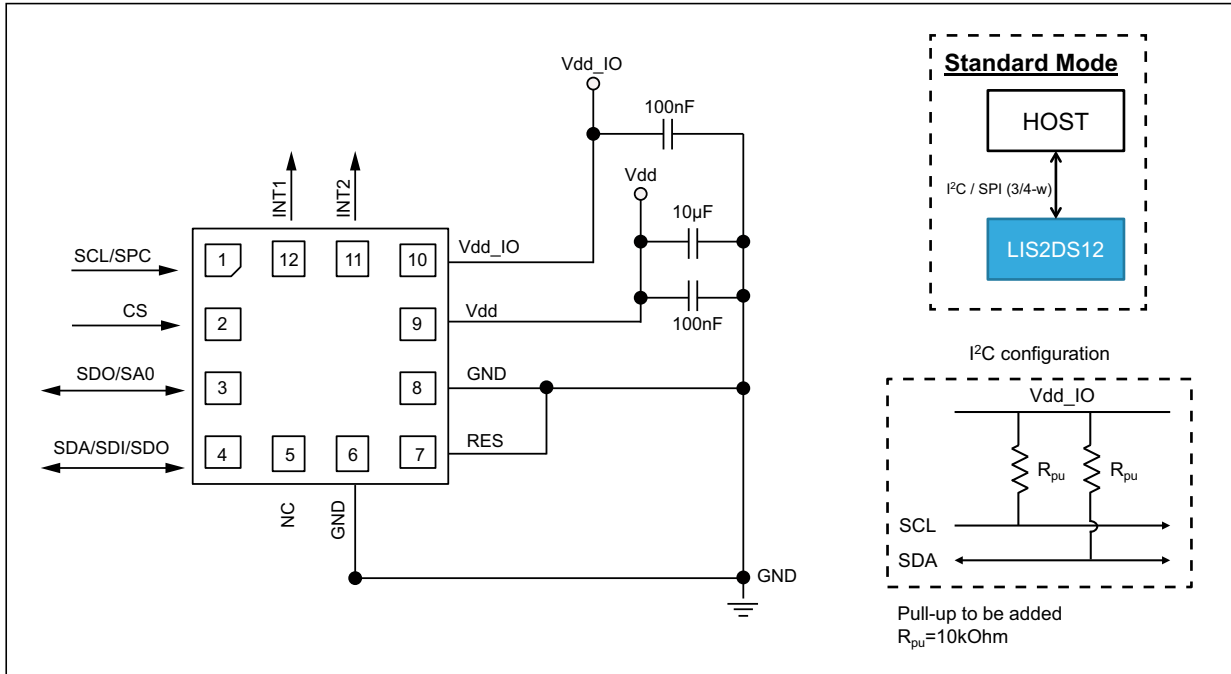 Vdd_IO
100nF
Vdd
10µF
100nF
INT1
INT2
SCL/SPC
CS
SDO/SA0
SDA/SDI/SDO
1
12
11
10
2
9
3
8
4
5
6
7
Vdd_IO
Vdd
GND
RES
NC
GND
GND
Standard Mode
HOST
I²C / SPI (3/4-w)
LIS2DS12
I²C configuration
Vdd_IO
Rpu
Rpu
SCL
SDA
Pull-up to be added
Rpu=10kOhm